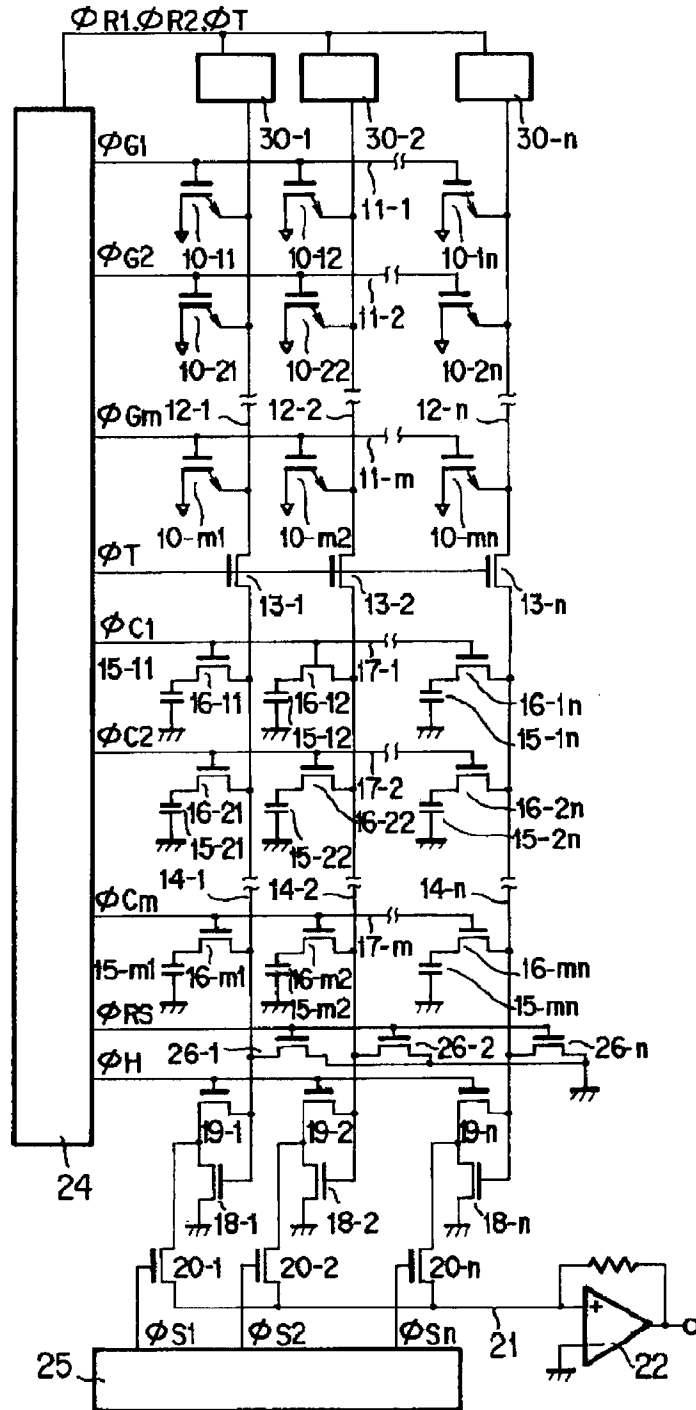 ϕR1.ϕR2.ϕT
30-1 30-2 30-n
ϕG1
11-1
10-11 10-12 10-1n
ϕG2
11-2
10-21 10-22 10-2n
ϕGm 12-1 12-2 12-n
11-m
10-m1 10-m2 10-mn
ϕT
13-1 13-2 13-n
ϕC1
15-11 16-11 16-12 17-1 16-1n
15-12 15-1n
ϕC2
17-2
16-21 16-22 16-2n
15-21 15-22 15-2n
14-1 14-2 14-n
ϕCm
17-m
15-m1 16-m1 16-m2 16-mn
15-m2 15-mn
ϕRS
26-1 26-2 26-n
ϕH
19-1 19-2 19-n
24
18-1 18-2 18-n
20-1 20-2 20-n
+
−
ϕS1 ϕS2 ϕSn 21 22
25